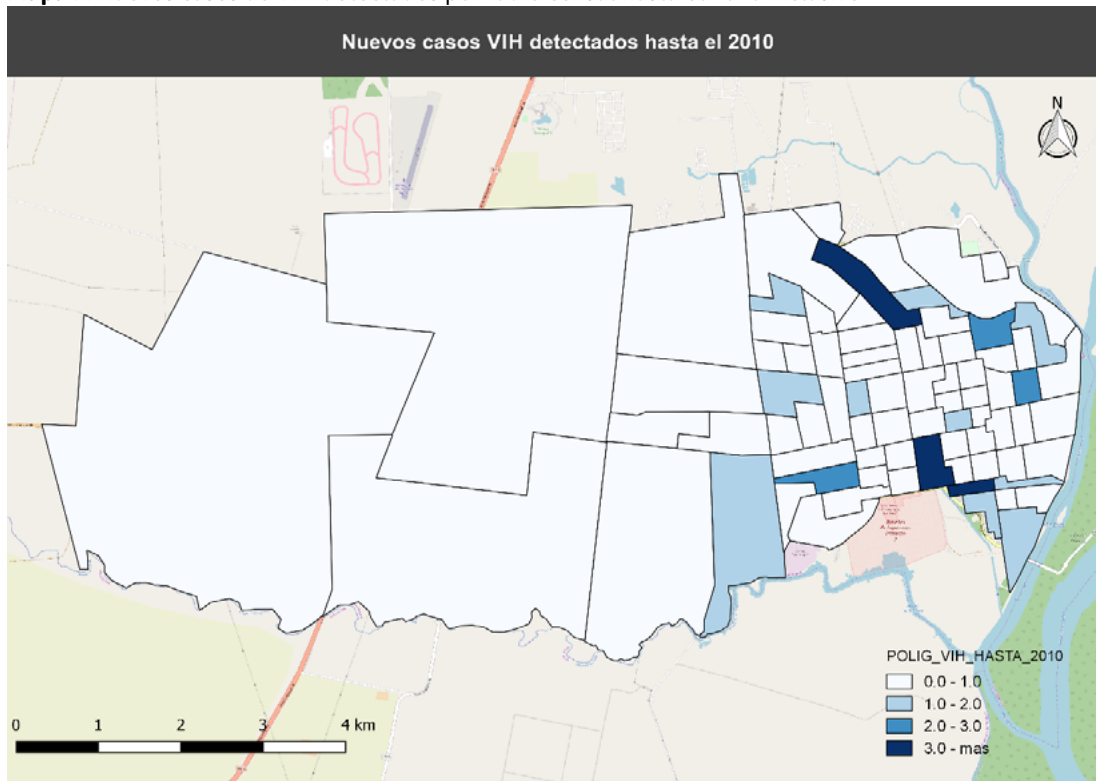 Nuevos casos VIH detectados hasta el 2010
N
POLIG_VIH_HASTA_2010
0.0 - 1.0
1.0 - 2.0
2.0 - 3.0
3.0 - mas
0 1 2 3 4 km